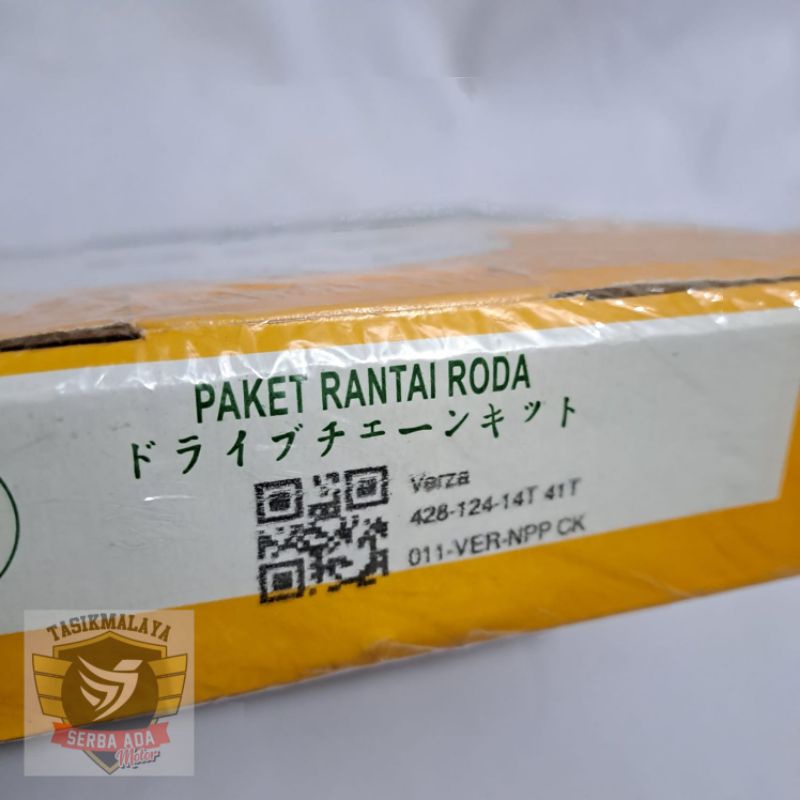 PAKET RANTAI RODA
ドライブチェーンキット
Verza
428-124-14T 41T
011-VER-NPP CK
TASIKMALAYA
SERBA ADA
Motor